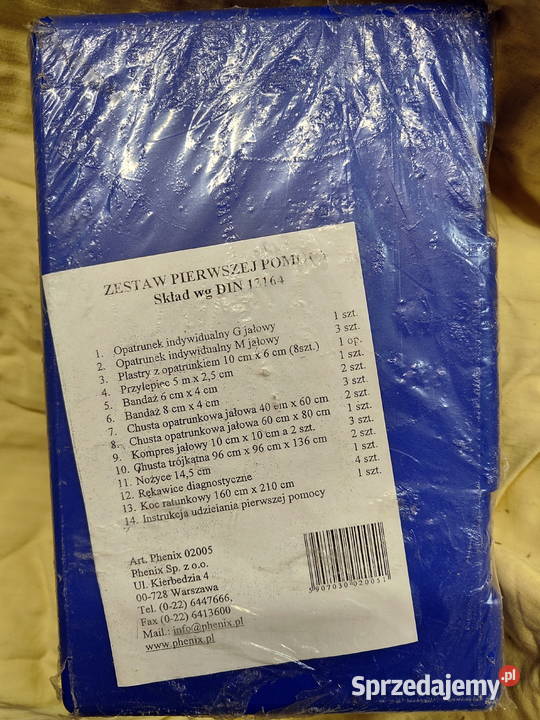 ZESTAW PIERWSZEJ POMOCY
Skład wg DIN 13164
1. Opatrunek indywidualny G jałowy 1 szt.
2. Opatrunek indywidualny M jałowy 3 szt.
3. Plastry z opatrunkiem 10 cm x 6 cm (8szt.) 1 op.
4. Przylepiec 5 m x 2,5 cm 1 szt.
5. Bandaż 6 cm x 4 cm 2 szt.
6. Bandaż 8 cm x 4 cm 3 szt.
7. Chusta opatrunkowa jałowa 40 cm x 60 cm 2 szt.
8. Chusta opatrunkowa jałowa 60 cm x 80 cm 1 szt.
9. Kompres jałowy 10 cm x 10 cm a 2 szt. 3 szt.
10. Chusta trójkątna 96 cm x 96 cm x 136 cm 2 szt.
11. Nożyce 14,5 cm 1 szt.
12. Rękawice diagnostyczne 4 szt.
13. Koc ratunkowy 160 cm x 210 cm 1 szt.
14. Instrukcja udzielania pierwszej pomocy
Art. Phenix 02005
Phenix Sp. z o.o.
Ul. Kierbedzia 4
00-728 Warszawa
Tel. (0-22) 6447666,
Fax (0-22) 6413600
Mail.: info@phenix.pl
www.phenix.pl
5907030020051
Sprzedajemy.pl